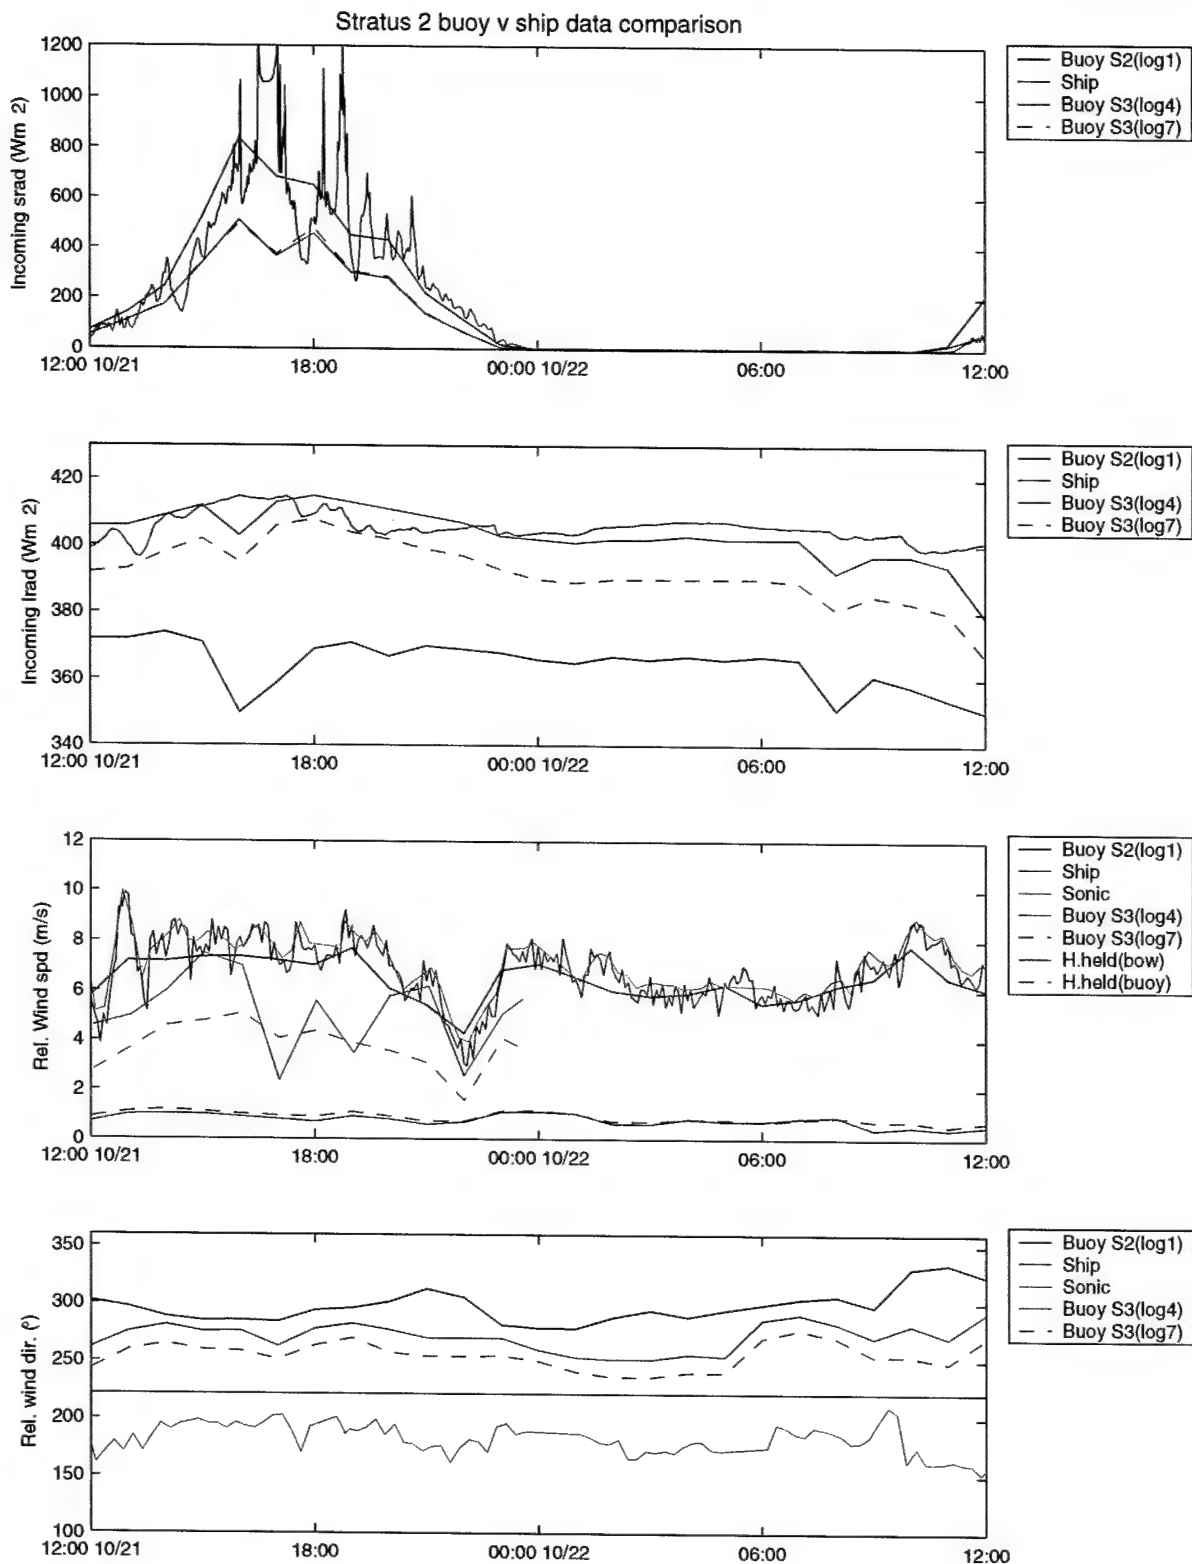 Stratus 2 buoy v ship data comparison
Incoming srad (Wm 2)
1200
1000
800
600
400
200
0
12:00 10/21 18:00 00:00 10/22 06:00 12:00
Buoy S2(log1)
Ship
Buoy S3(log4)
Buoy S3(log7)
Incoming lrad (Wm 2)
420
400
380
360
340
12:00 10/21 18:00 00:00 10/22 06:00 12:00
Buoy S2(log1)
Ship
Buoy S3(log4)
Buoy S3(log7)
Rel. Wind spd (m/s)
12
10
8
6
4
2
0
12:00 10/21 18:00 00:00 10/22 06:00 12:00
Buoy S2(log1)
Ship
Sonic
Buoy S3(log4)
Buoy S3(log7)
H.held(bow)
H.held(buoy)
Rel. wind dir. (º)
350
300
250
200
150
100
12:00 10/21 18:00 00:00 10/22 06:00 12:00
Buoy S2(log1)
Ship
Sonic
Buoy S3(log4)
Buoy S3(log7)